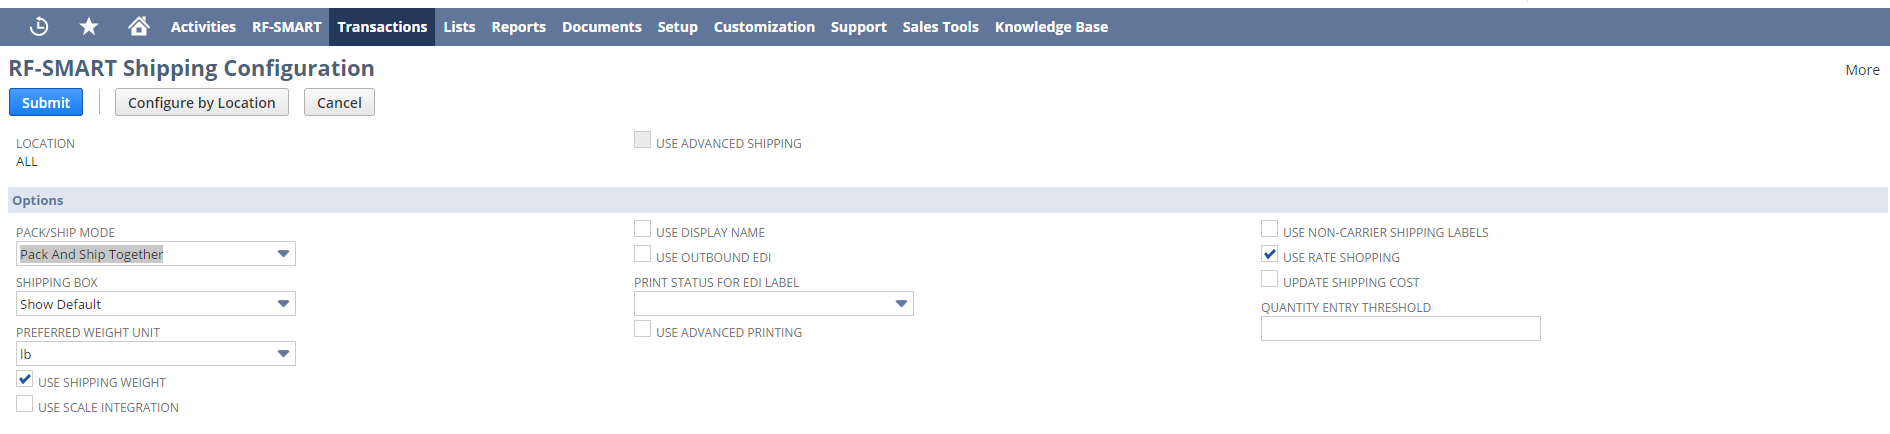 Activities RF-SMART Transactions Lists Reports Documents Setup Support Customization Support Sales Tools Knowledge Base
RF-SMART Shipping Configuration
More
Submit Configure by Location Cancel
LOCATION
ALL
USE ADVANCED SHIPPING
Options
PACK/SHIP MODE
Pack And Ship Together
SHIPPING BOX
Show Default
PREFERRED WEIGHT UNIT
lb
USE SHIPPING WEIGHT
USE SCALE INTEGRATION
USE DISPLAY NAME
USE OUTBOUND EDI
PRINT STATUS FOR EDI LABEL
USE ADVANCED PRINTING
USE NON-CARRIER SHIPPING LABELS
USE RATE SHOPPING
UPDATE SHIPPING COST
QUANTITY ENTRY THRESHOLD